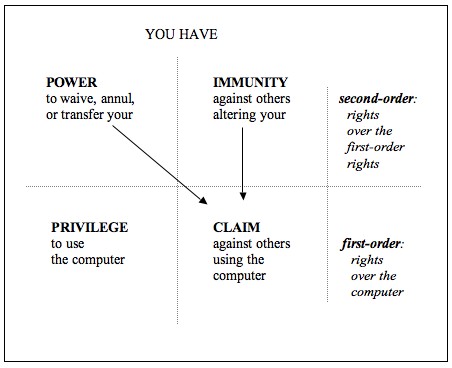 YOU HAVE
POWER
to waive, annul,
or transfer your
IMMUNITY
against others
altering your
second-order:
rights
over the
first-order
rights
PRIVILEGE
to use
the computer
CLAIM
against others
using the
computer
first-order:
rights
over the
computer